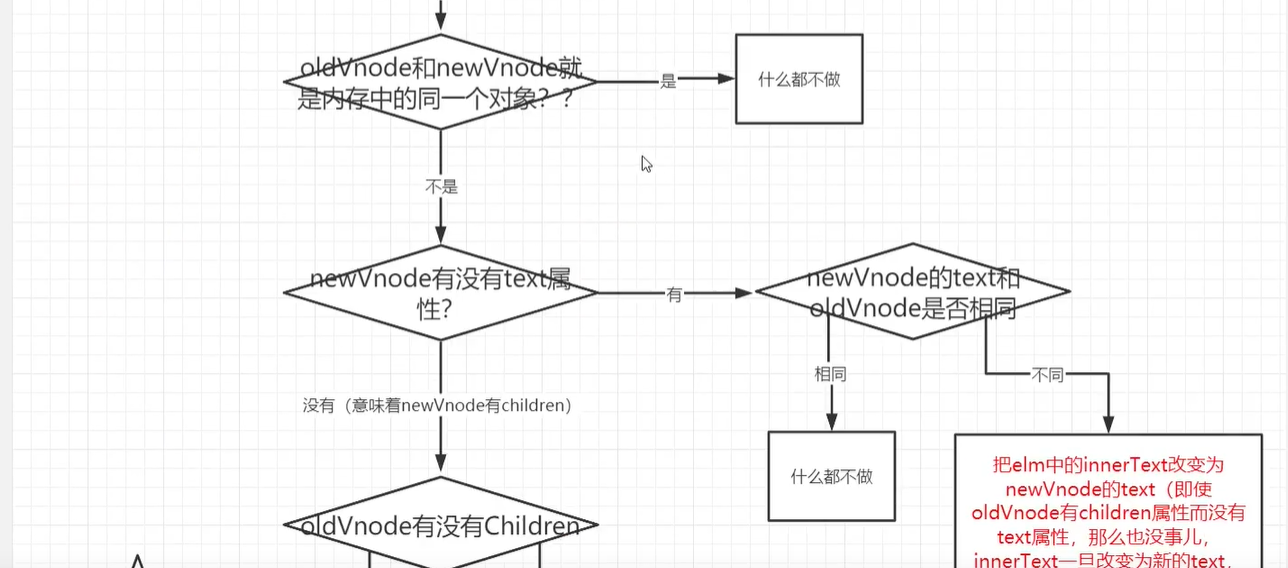 oldVnode和newVnode就
是内存中的同一个对象？？
是
什么都不做
不是
newVnode有没有text属
性？
有
newVnode的text和
oldVnode是否相同
相同
不同
没有（意味着newVnode有children）
什么都不做
把elm中的innerText改变为
newVnode的text（即使
oldVnode有children属性而没有
text属性，那么也没事儿，
innerText一旦改变为新的text，
oldVnode有没有Children